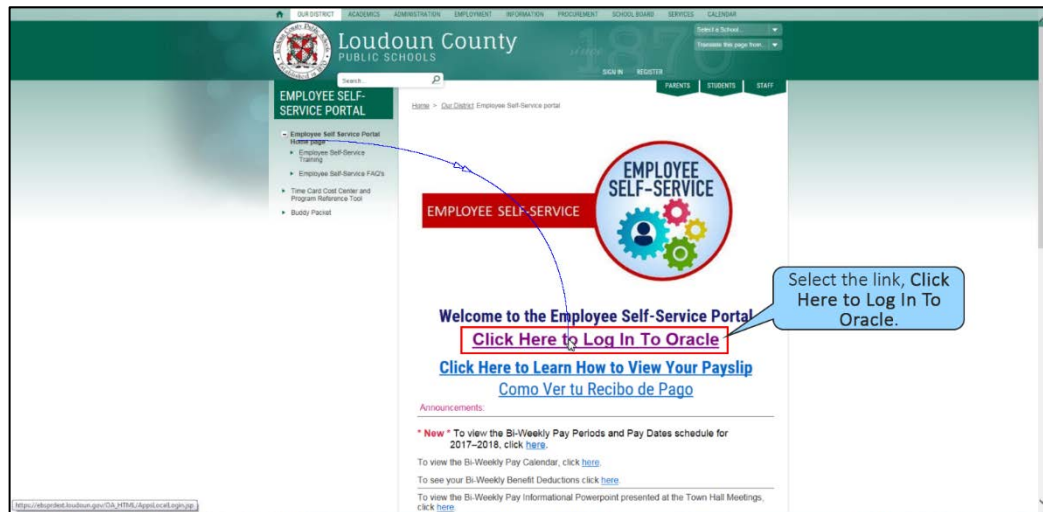 OUR DISTRICT ACADEMICS ADMINISTRATION EMPLOYMENT INFORMATION PROCUREMENT SCHOOL BOARD SERVICES CALENDAR
Loudoun County
PUBLIC SCHOOLS
since 1870
Select a School...
Translate this page from...
SIGN IN REGISTER
Search...
PARENTS STUDENTS STAFF
EMPLOYEE SELF-
SERVICE PORTAL
Home > Our District Employee Self-Service portal
Employee Self Service Portal
Home page
Employee Self-Service
Training
Employee Self-Service FAQ's
Time Card Cost Center and
Program Reference Tool
Buddy Packet
EMPLOYEE SELF-SERVICE
EMPLOYEE
SELF-SERVICE
Select the link, Click
Here to Log In To
Oracle.
Welcome to the Employee Self-Service Portal
Click Here to Log In To Oracle
Click Here to Learn How to View Your Payslip
Como Ver tu Recibo de Pago
Announcements:
* New * To view the Bi-Weekly Pay Periods and Pay Dates schedule for
2017–2018, click here.
To view the Bi-Weekly Pay Calendar, click here.
To see your Bi-Weekly Benefit Deductions click here.
To view the Bi-Weekly Pay Informational Powerpoint presented at the Town Hall Meetings,
click here
https://ebsprdext.loudoun.gov/OA_HTML/AppsLocalLogin.jsp